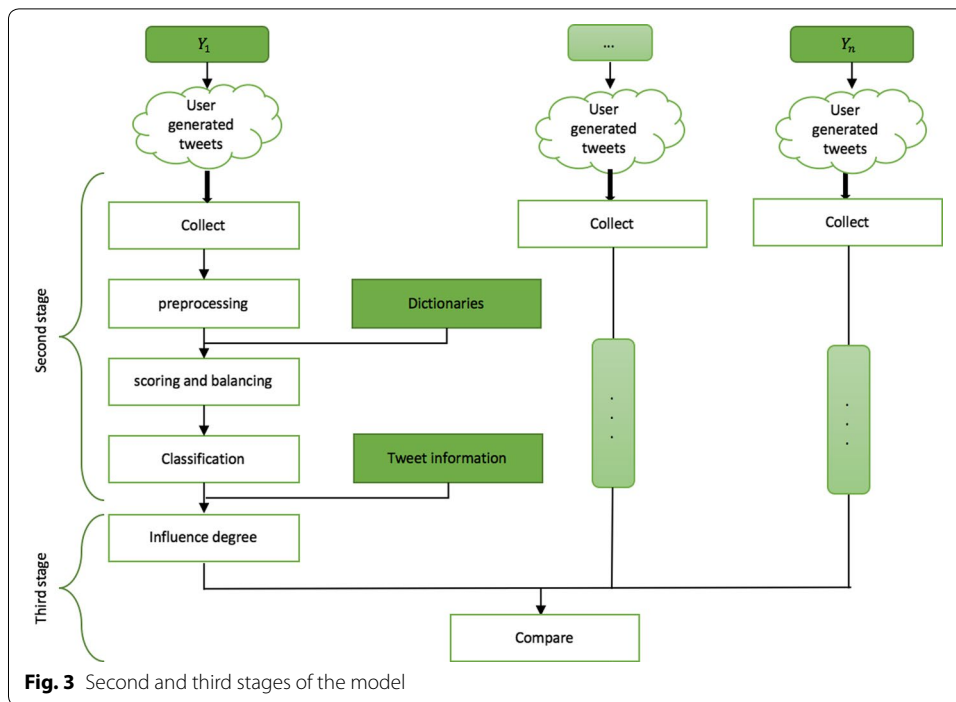 Y₁
...
Yₙ
User
generated
tweets
User
generated
tweets
User
generated
tweets
Second stage
Collect
Collect
Collect
preprocessing
Dictionaries
scoring and balancing
.
.
.
.
.
.
Classification
Tweet information
Third stage
Influence degree
Compare
Fig. 3 Second and third stages of the model